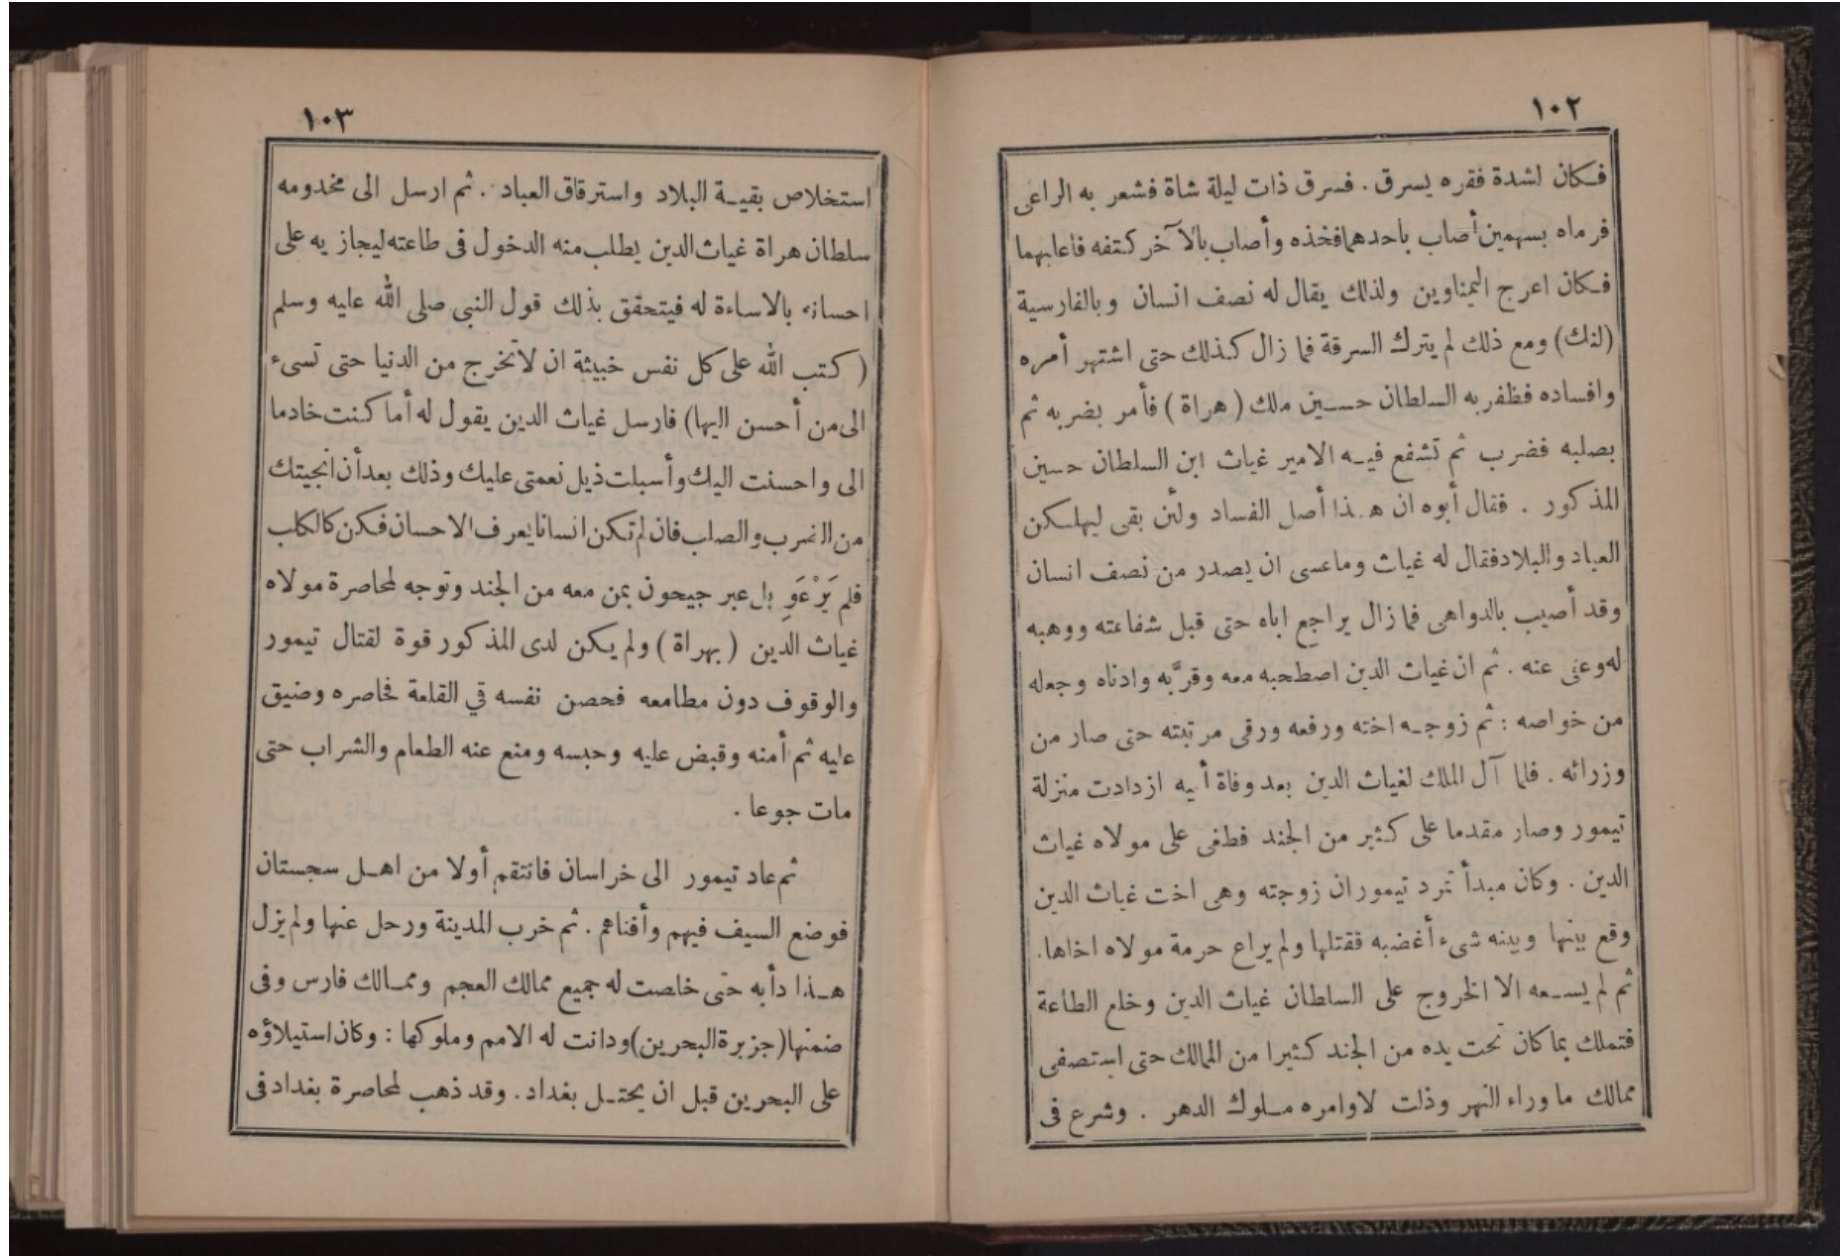 ١٠٢
فكان لشدة فقره يسرق . فسرق ذات ليلة شاة فشعر به الراعى
فرماه بسهمين أصاب باحدهما فخذه وأصاب بالآخر كتفه فاعابهما
فكان اعرج اليمناوين ولذلك يقال له نصف انسان وبالفارسية
(لنك) ومع ذلك لم يترك السرقة فما زال كذلك حتى اشتهر أمره
وافساده فظفر به السلطان حسين ملك ( هراة ) فأمر بضربه ثم
بصلبه فضرب ثم تشفع فيه الامير غياث ابن السلطان حسين
المذكور . فقال أبوه ان هذا أصل الفساد ولئن بقى ليهلكن
العباد والبلاد فقال له غياث وما عسى ان يصدر من نصف انسان
وقد أصيب بالدواهى فما زال يراجع اباه حتى قبل شفاعته ووهبه
له وعفى عنه . ثم ان غياث الدين اصطحبه معه وقرَّبه وادناه وجعله
من خواصه : ثم زوجه اخته ورفعه ورقى مرتبته حتى صار من
وزرائه . فلما آل الملك لغياث الدين بعد وفاة أبيه ازدادت منزلة
تيمور وصار مقدما على كثير من الجند فطغى على مولاه غياث
الدين . وكان مبدأ تمرد تيمور ان زوجته وهى اخت غياث الدين
وقع بينها وبينه شىء أغضبه فقتلها ولم يراع حرمة مولاه اخاها.
ثم لم يسعه الا الخروج على السلطان غياث الدين وخلع الطاعة
فتملك بما كان تحت يده من الجند كثيرا من الممالك حتى استصفى
ممالك ما وراء النهر وذلت لاوامره ملوك الدهر . وشرع فى
١٠٣
استخلاص بقية البلاد واسترقاق العباد . ثم ارسل الى مخدومه
سلطان هراة غياث الدين يطلب منه الدخول فى طاعته ليجازيه على
احسانه بالاساءة له فيتحقق بذلك قول النبى صلى الله عليه وسلم
( كتب الله على كل نفس خبيثة ان لا تخرج من الدنيا حتى تسىء
الى من أحسن اليها) فارسل غياث الدين يقول له أما كنت خادما
الى واحسنت اليك وأسبلت ذيل نعمتى عليك وذلك بعد أن انجيتك
من الضرب والصلب فان لم تكن انسانا يعرف الاحسان فكن كالكلب
فلم يَرْعَوِ بل عبر جيحون بمن معه من الجند وتوجه لمحاصرة مولاه
غياث الدين ( بهراة ) ولم يكن لدى المذكور قوة لقتال تيمور
والوقوف دون مطامعه فحصن نفسه في القلعة فحاصره وضيق
عليه ثم أمنه وقبض عليه وحبسه ومنع عنه الطعام والشراب حتى
مات جوعا .
ثم عاد تيمور الى خراسان فانتقم أولا من اهل سجستان
فوضع السيف فيهم وأفناهم . ثم خرب المدينة ورحل عنها ولم يزل
هذا دأبه حتى خلصت له جميع ممالك العجم وممالك فارس وفى
ضمنها (جزيرة البحرين) ودانت له الامم وملوكها : وكان استيلاؤه
على البحرين قبل ان يحتل بغداد . وقد ذهب لمحاصرة بغداد فى